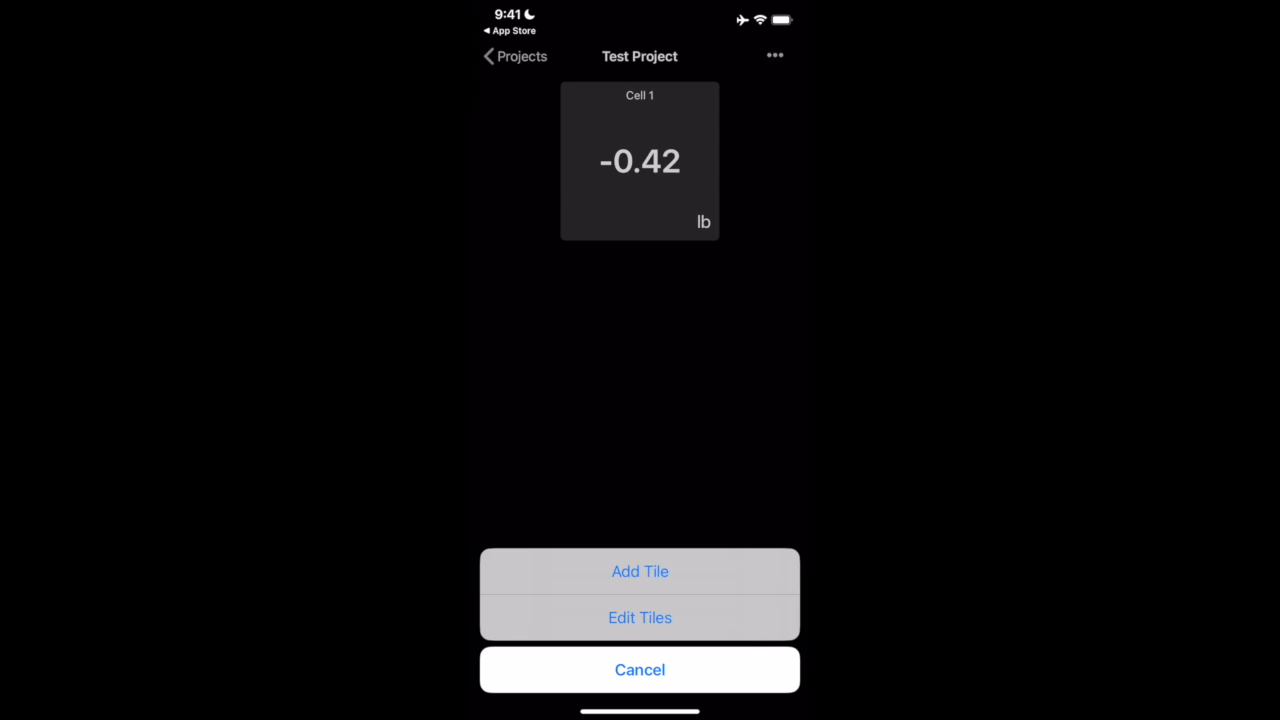 9:41
◀ App Store
Projects
Test Project
Cell 1
-0.42
lb
Add Tile
Edit Tiles
Cancel